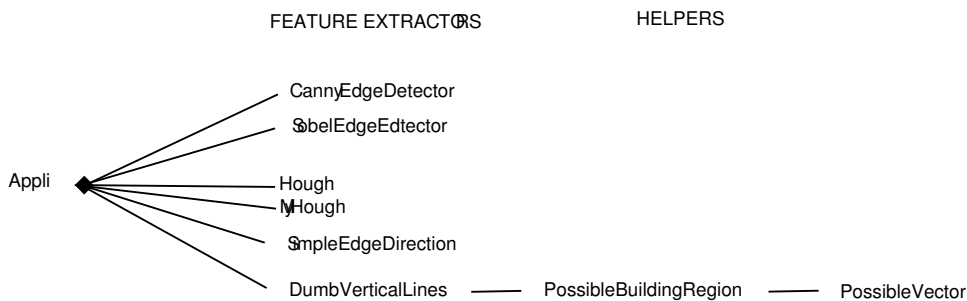 FEATURE EXTRACTORS
HELPERS
CannyEdgeDetector
SobelEdgeEdtector
Appli
Hough
MyHough
SimpleEdgeDirection
DumbVerticalLines
PossibleBuildingRegion
PossibleVector